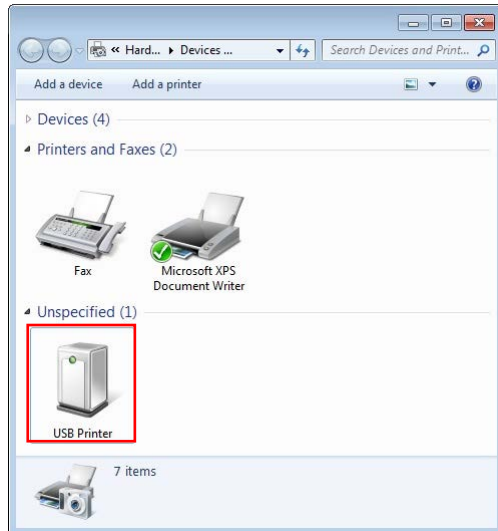 « Hard... ▸ Devices ...
Search Devices and Print...
Add a device Add a printer
Devices (4)
Printers and Faxes (2)
Fax
Microsoft XPS
Document Writer
Unspecified (1)
USB Printer
7 items